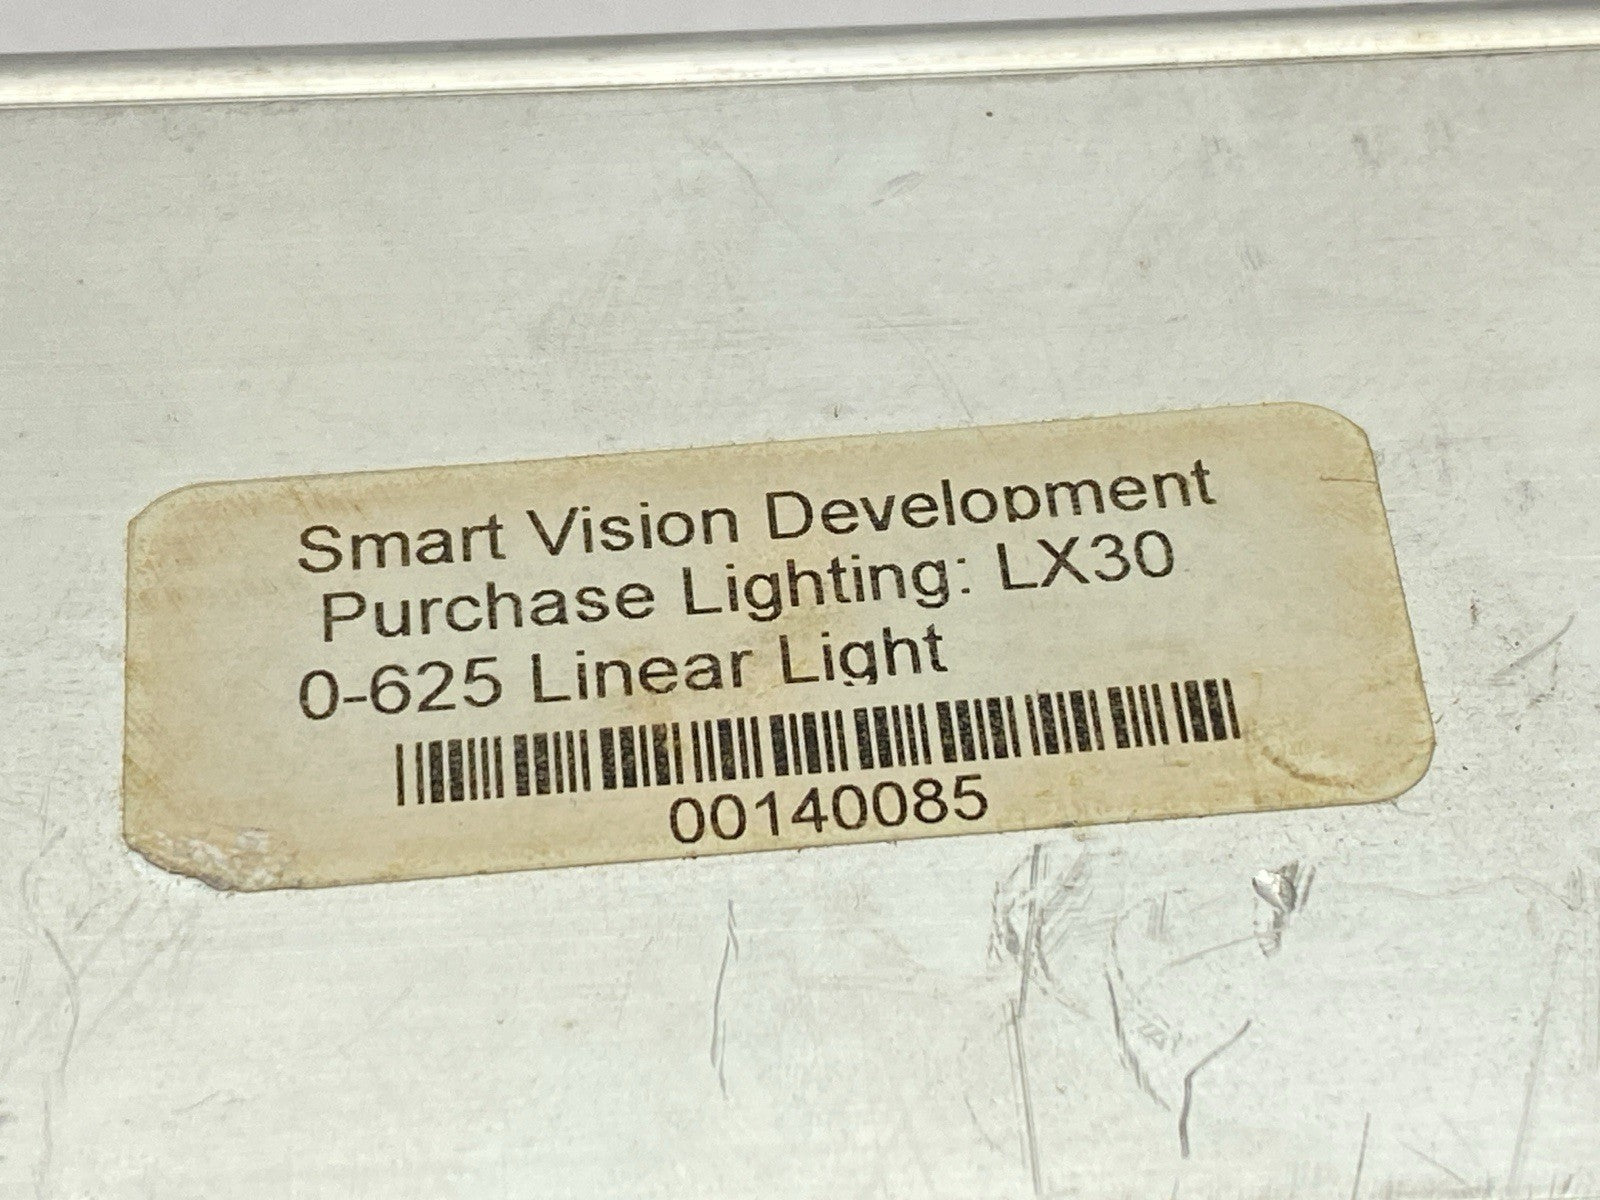 Smart Vision Development
Purchase Lighting: LX30
0-625 Linear Light
00140085